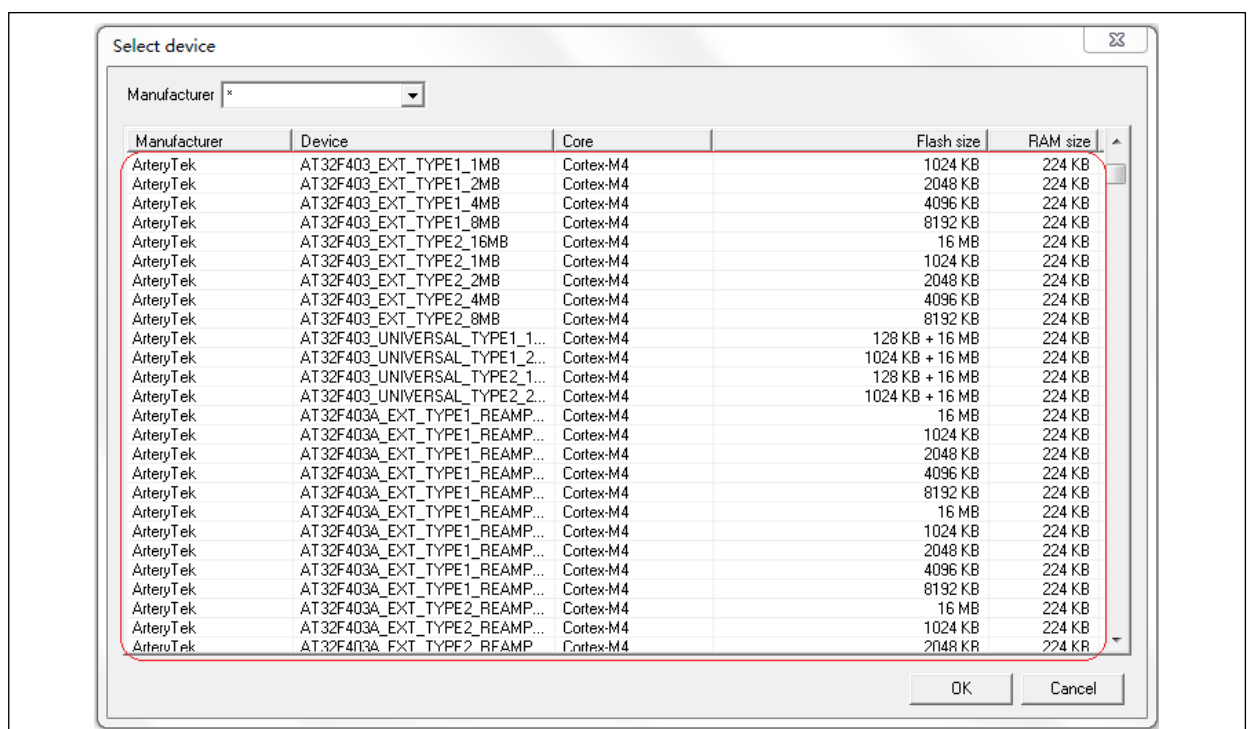 Select device
Manufacturer *
Manufacturer Device Core Flash size RAM size
ArteryTek AT32F403_EXT_TYPE1_1MB Cortex-M4 1024 KB 224 KB
ArteryTek AT32F403_EXT_TYPE1_2MB Cortex-M4 2048 KB 224 KB
ArteryTek AT32F403_EXT_TYPE1_4MB Cortex-M4 4096 KB 224 KB
ArteryTek AT32F403_EXT_TYPE1_8MB Cortex-M4 8192 KB 224 KB
ArteryTek AT32F403_EXT_TYPE2_16MB Cortex-M4 16 MB 224 KB
ArteryTek AT32F403_EXT_TYPE2_1MB Cortex-M4 1024 KB 224 KB
ArteryTek AT32F403_EXT_TYPE2_2MB Cortex-M4 2048 KB 224 KB
ArteryTek AT32F403_EXT_TYPE2_4MB Cortex-M4 4096 KB 224 KB
ArteryTek AT32F403_EXT_TYPE2_8MB Cortex-M4 8192 KB 224 KB
ArteryTek AT32F403_UNIVERSAL_TYPE1_1... Cortex-M4 128 KB + 16 MB 224 KB
ArteryTek AT32F403_UNIVERSAL_TYPE1_2... Cortex-M4 1024 KB + 16 MB 224 KB
ArteryTek AT32F403_UNIVERSAL_TYPE2_1... Cortex-M4 128 KB + 16 MB 224 KB
ArteryTek AT32F403_UNIVERSAL_TYPE2_2... Cortex-M4 1024 KB + 16 MB 224 KB
ArteryTek AT32F403A_EXT_TYPE1_REAMP... Cortex-M4 16 MB 224 KB
ArteryTek AT32F403A_EXT_TYPE1_REAMP... Cortex-M4 1024 KB 224 KB
ArteryTek AT32F403A_EXT_TYPE1_REAMP... Cortex-M4 2048 KB 224 KB
ArteryTek AT32F403A_EXT_TYPE1_REAMP... Cortex-M4 4096 KB 224 KB
ArteryTek AT32F403A_EXT_TYPE1_REAMP... Cortex-M4 8192 KB 224 KB
ArteryTek AT32F403A_EXT_TYPE1_REAMP... Cortex-M4 16 MB 224 KB
ArteryTek AT32F403A_EXT_TYPE1_REAMP... Cortex-M4 1024 KB 224 KB
ArteryTek AT32F403A_EXT_TYPE1_REAMP... Cortex-M4 2048 KB 224 KB
ArteryTek AT32F403A_EXT_TYPE1_REAMP... Cortex-M4 4096 KB 224 KB
ArteryTek AT32F403A_EXT_TYPE1_REAMP... Cortex-M4 8192 KB 224 KB
ArteryTek AT32F403A_EXT_TYPE2_REAMP... Cortex-M4 16 MB 224 KB
ArteryTek AT32F403A_EXT_TYPE2_REAMP... Cortex-M4 1024 KB 224 KB
ArteryTek AT32F403A_EXT_TYPE2_REAMP Cortex-M4 2048 KB 224 KB
OK Cancel